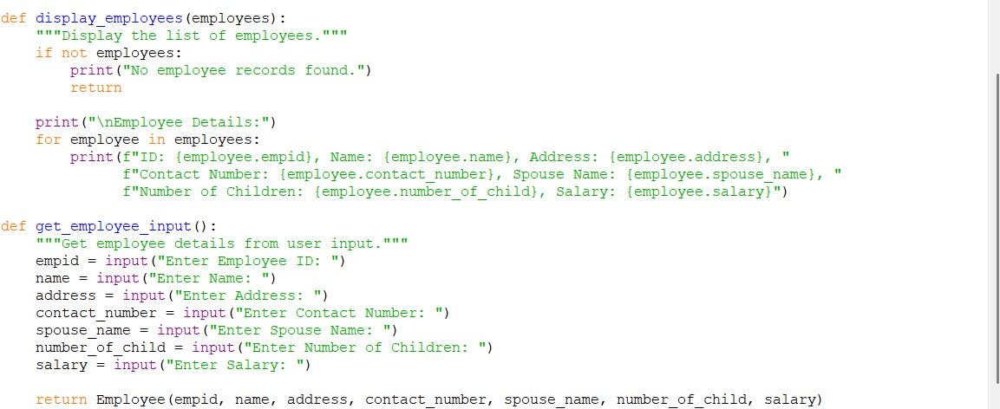 def display_employees(employees):
    """Display the list of employees."""
    if not employees:
        print("No employee records found.")
        return

    print("\nEmployee Details:")
    for employee in employees:
        print(f"ID: {employee.empid}, Name: {employee.name}, Address: {employee.address}, "
              f"Contact Number: {employee.contact_number}, Spouse Name: {employee.spouse_name}, "
              f"Number of Children: {employee.number_of_child}, Salary: {employee.salary}")

def get_employee_input():
    """Get employee details from user input."""
    empid = input("Enter Employee ID: ")
    name = input("Enter Name: ")
    address = input("Enter Address: ")
    contact_number = input("Enter Contact Number: ")
    spouse_name = input("Enter Spouse Name: ")
    number_of_child = input("Enter Number of Children: ")
    salary = input("Enter Salary: ")

    return Employee(empid, name, address, contact_number, spouse_name, number_of_child, salary)